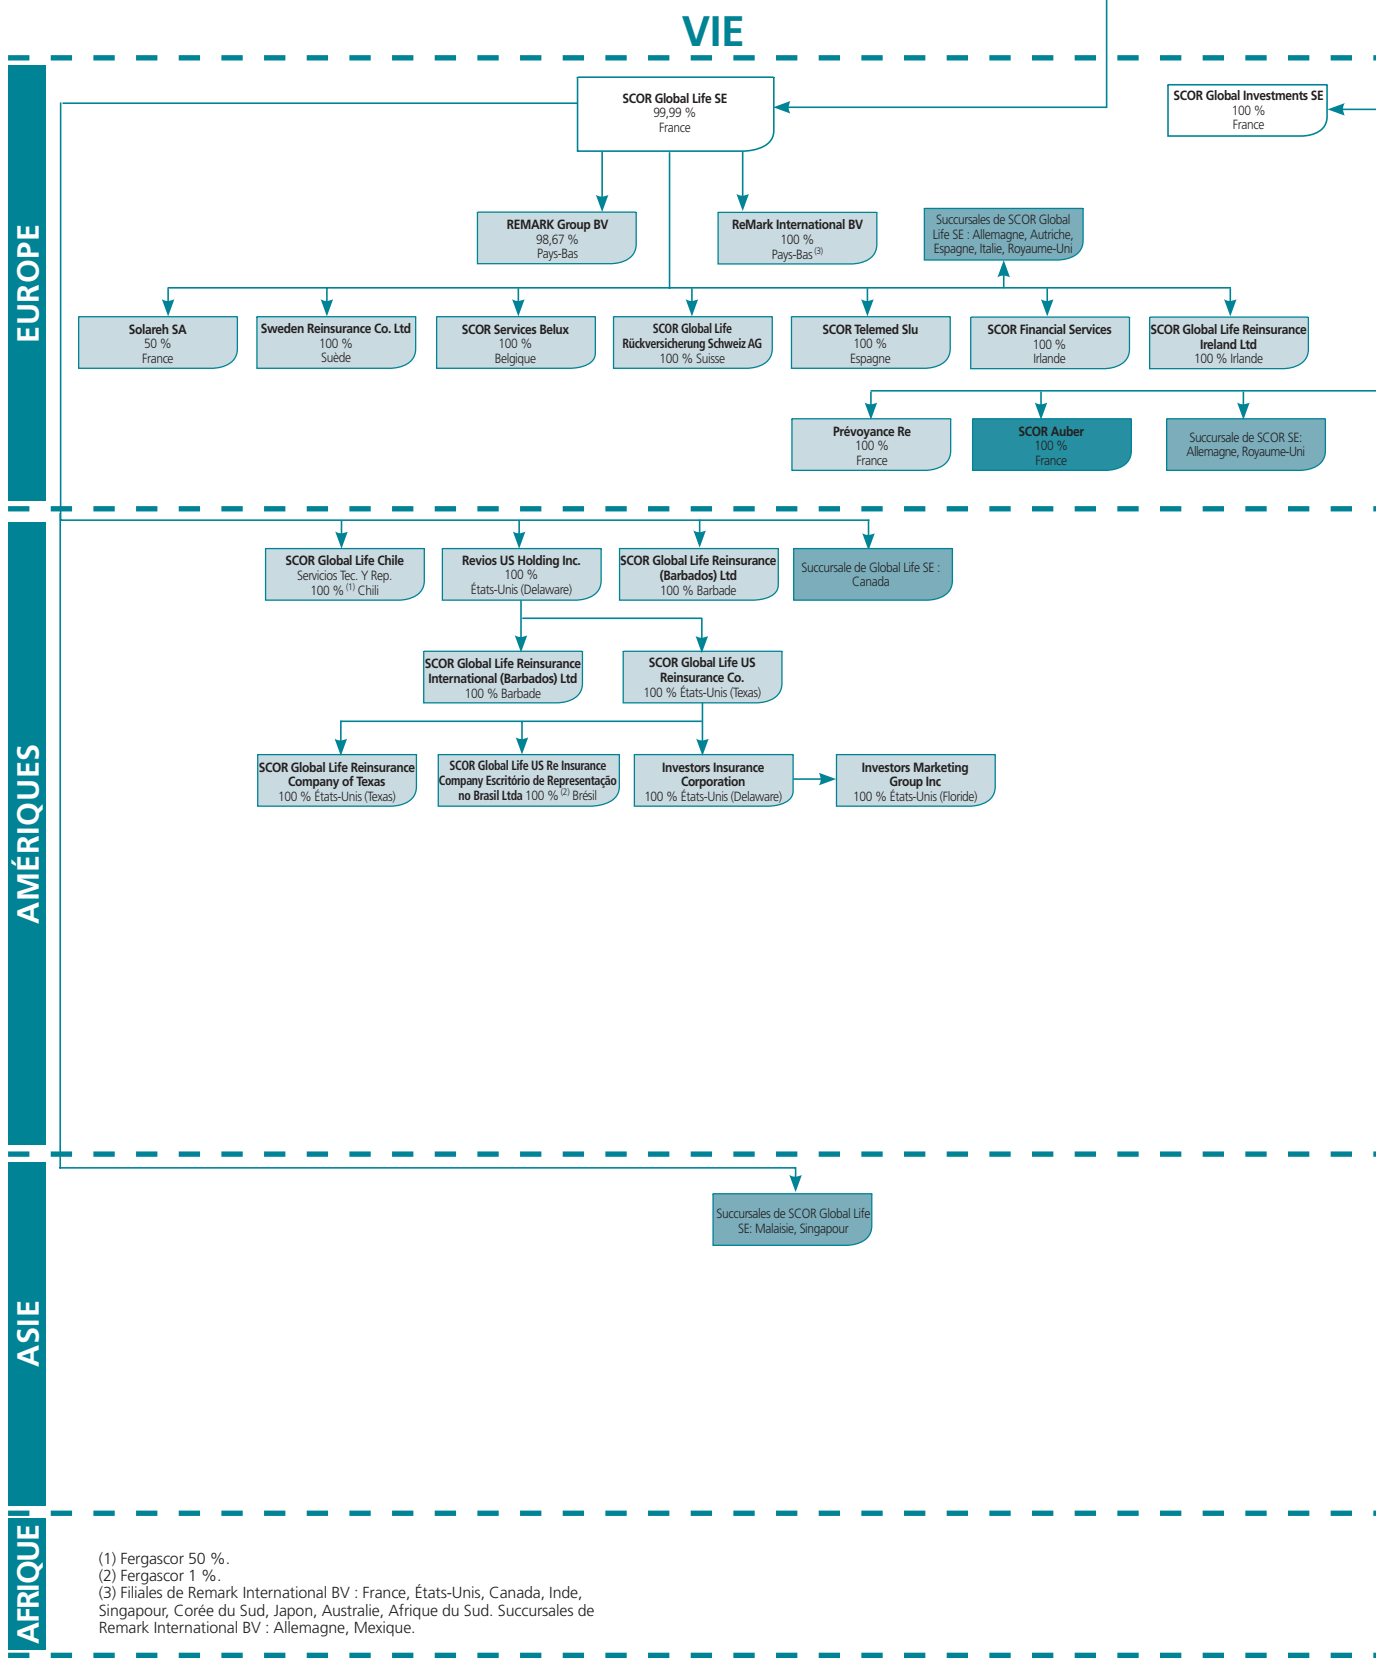 VIE
EUROPE
SCOR Global Life SE
99,99 %
France
SCOR Global Investments SE
100 %
France
REMARK Group BV
98,67 %
Pays-Bas
ReMark International BV
100 %
Pays-Bas (3)
Succursales de SCOR Global
Life SE : Allemagne, Autriche,
Espagne, Italie, Royaume-Uni
Solareh SA
50 %
France
Sweden Reinsurance Co. Ltd
100 %
Suède
SCOR Services Belux
100 %
Belgique
SCOR Global Life
Rückversicherung Schweiz AG
100 % Suisse
SCOR Telemed Slu
100 %
Espagne
SCOR Financial Services
100 %
Irlande
SCOR Global Life Reinsurance
Ireland Ltd
100 % Irlande
Prévoyance Re
100 %
France
SCOR Auber
100 %
France
Succursale de SCOR SE:
Allemagne, Royaume-Uni
AMÉRIQUES
SCOR Global Life Chile
Servicios Tec. Y Rep.
100 % (1) Chili
Revios US Holding Inc.
100 %
États-Unis (Delaware)
SCOR Global Life Reinsurance
(Barbados) Ltd
100 % Barbade
Succursale de Global Life SE :
Canada
SCOR Global Life Reinsurance
International (Barbados) Ltd
100 % Barbade
SCOR Global Life US
Reinsurance Co.
100 % États-Unis (Texas)
SCOR Global Life Reinsurance
Company of Texas
100 % États-Unis (Texas)
SCOR Global Life US Re Insurance
Company Escritório de Representação
no Brasil Ltda 100 % (2) Brésil
Investors Insurance
Corporation
100 % États-Unis (Delaware)
Investors Marketing
Group Inc
100 % États-Unis (Floride)
ASIE
Succursales de SCOR Global Life
SE: Malaisie, Singapour
AFRIQUE
(1) Fergascor 50 %.
(2) Fergascor 1 %.
(3) Filiales de Remark International BV : France, États-Unis, Canada, Inde,
Singapour, Corée du Sud, Japon, Australie, Afrique du Sud. Succursales de
Remark International BV : Allemagne, Mexique.